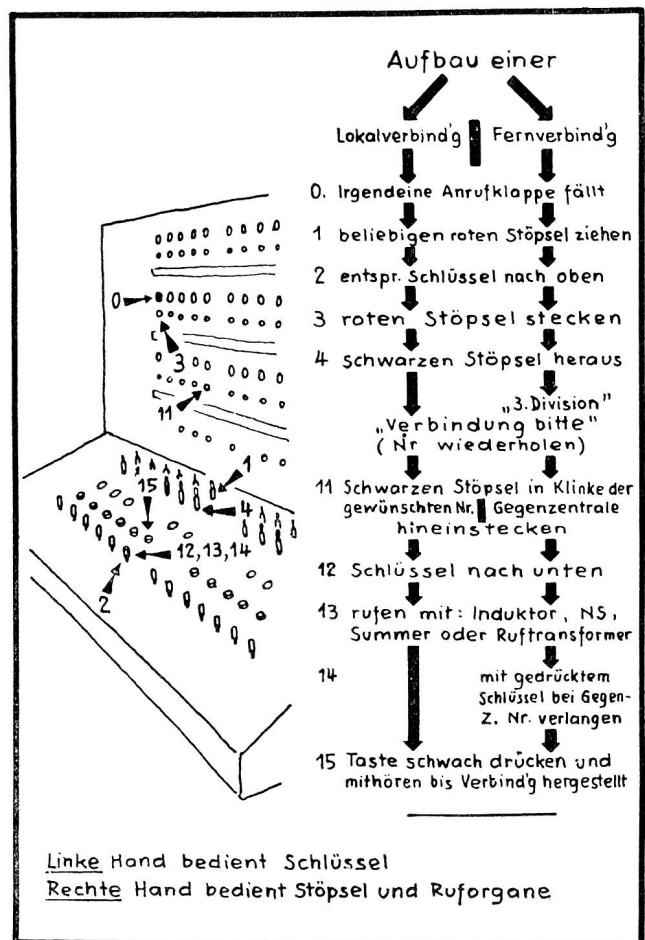 Aufbau einer
Lokalverbind'g Fernverbind'g
0. Irgendeine Anrufklappe fällt
1 beliebigen roten Stöpsel ziehen
2 entspr. Schlüssel nach oben
3 roten Stöpsel stecken
4 schwarzen Stöpsel heraus
„3. Division"
„Verbindung bitte"
(Nr wiederholen)
11 Schwarzen Stöpsel in Klinke der
gewünschten Nr. Gegenzentrale
hineinstecken
12 Schlüssel nach unten
13 rufen mit: Induktor, NS,
Summer oder Ruftransformer
14 mit gedrücktem
Schlüssel bei Gegen-
Z. Nr. verlangen
15 Taste schwach drücken und
mithören bis Verbind'g hergestellt
0
3
11
15
1
4
12, 13, 14
2
Linke Hand bedient Schlüssel
Rechte Hand bedient Stöpsel und Ruforgane